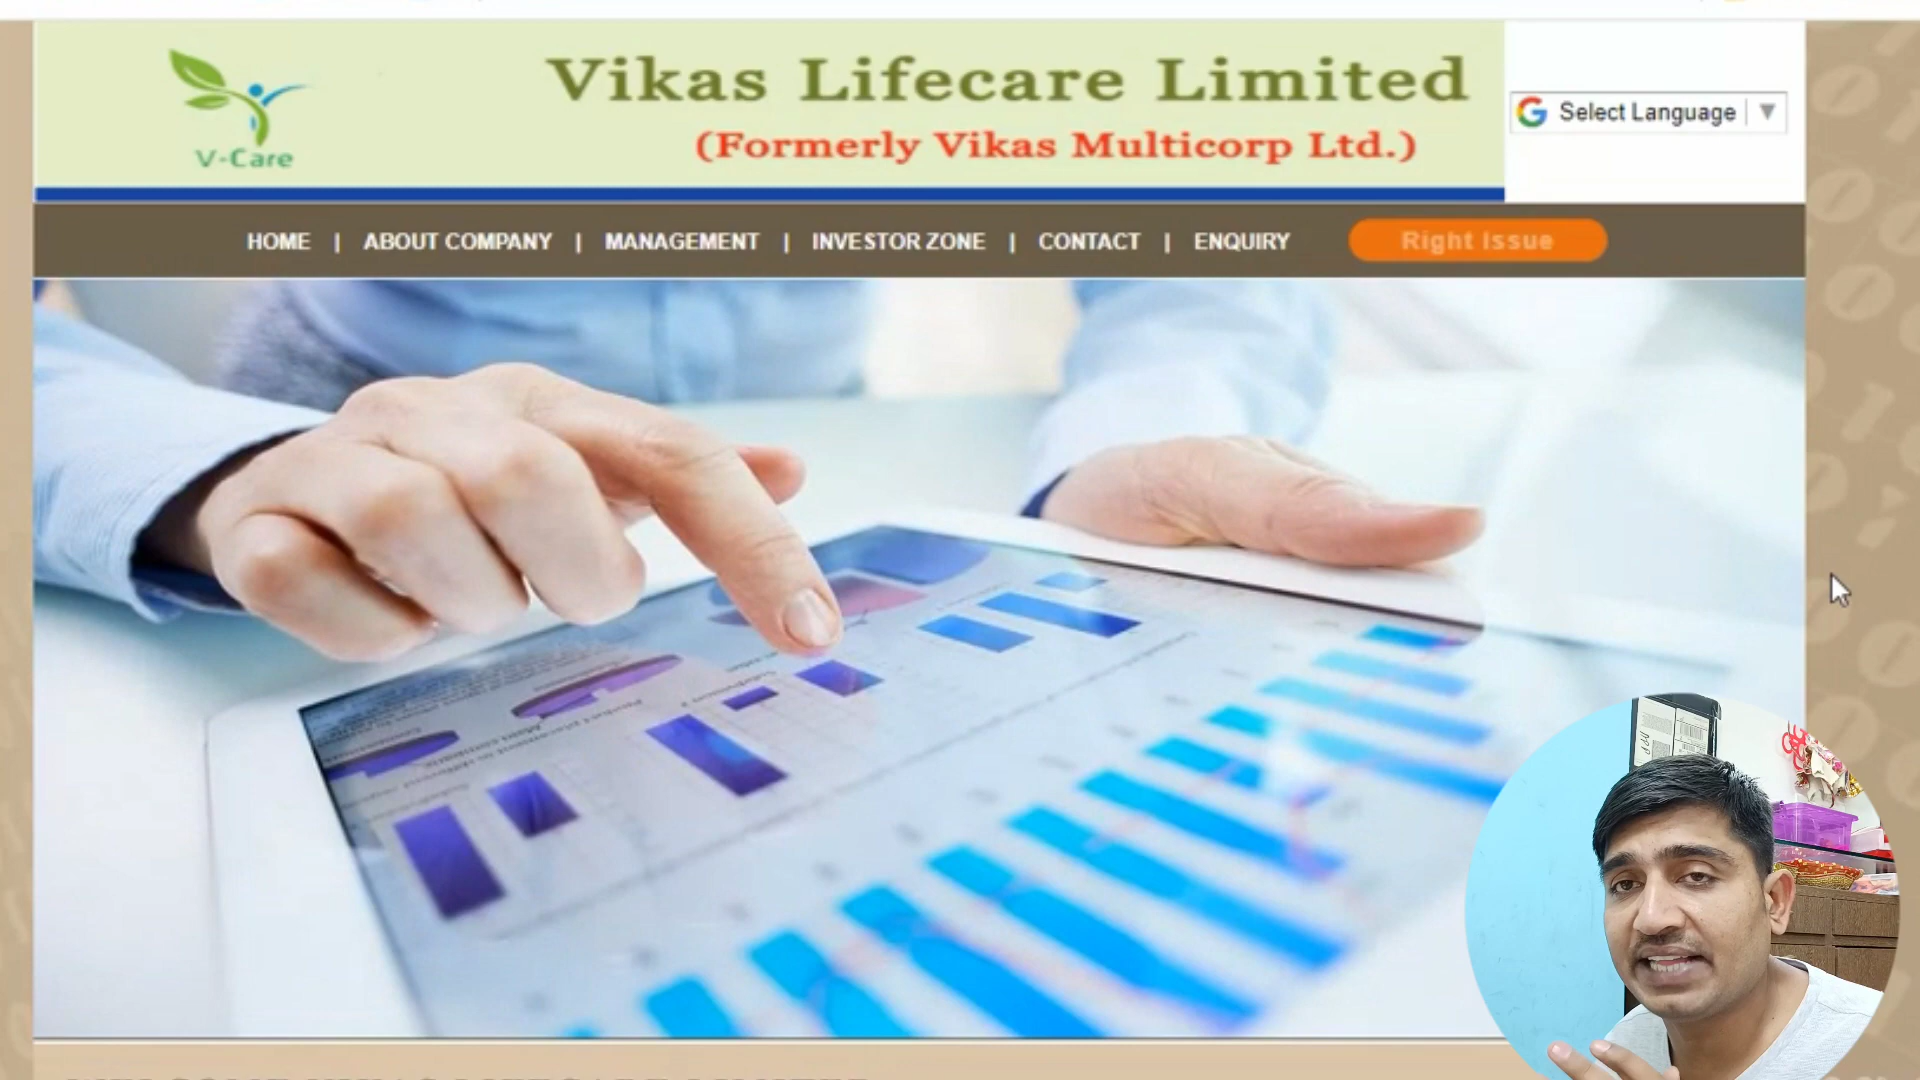 Vikas Lifecare Limited
(Formerly Vikas Multicorp Ltd.)
V-Care
Select Language
HOME | ABOUT COMPANY | MANAGEMENT | INVESTOR ZONE | CONTACT | ENQUIRY
Right Issue